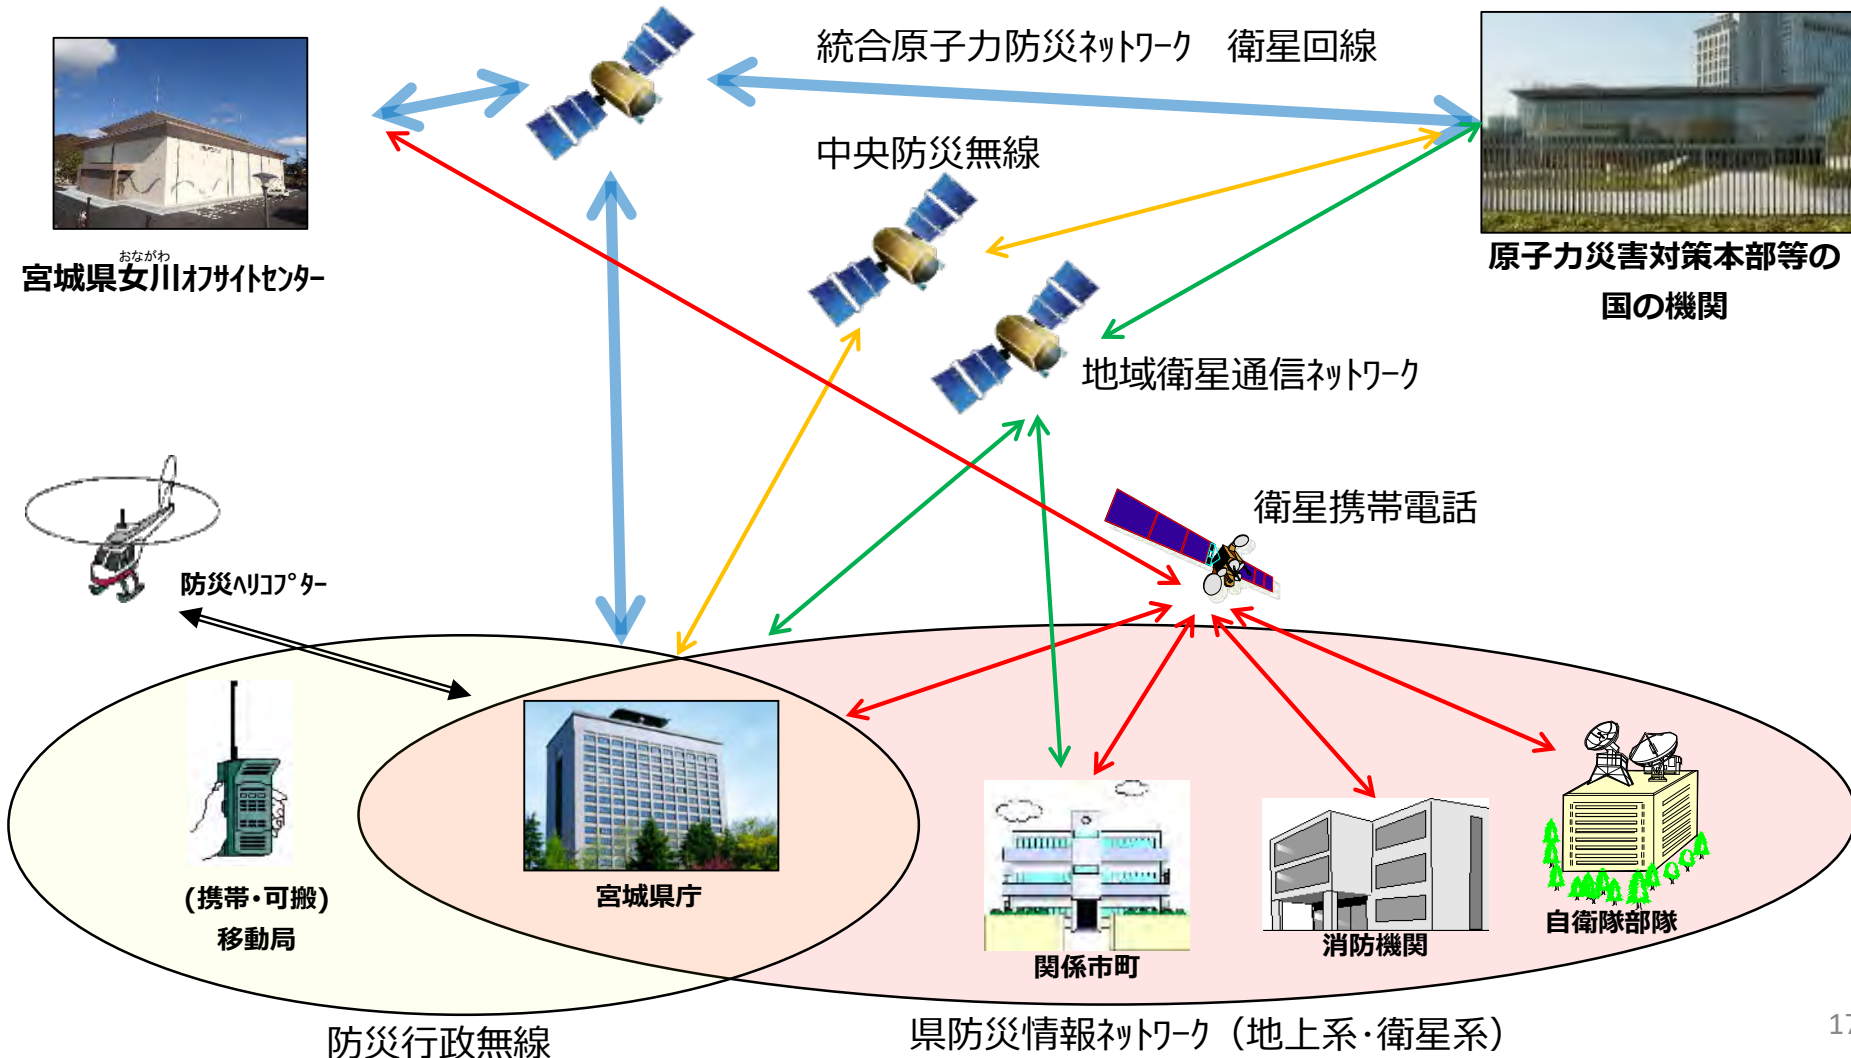 統合原子力防災ﾈｯﾄﾜｰｸ　衛星回線
中央防災無線
おながわ
宮城県女川ｵﾌｻｲﾄｾﾝﾀｰ
原子力災害対策本部等の
国の機関
地域衛星通信ﾈｯﾄﾜｰｸ
衛星携帯電話
防災ﾍﾘｺﾌﾟﾀｰ
(携帯・可搬)
移動局
宮城県庁
関係市町
消防機関
自衛隊部隊
防災行政無線
県防災情報ﾈｯﾄﾜｰｸ（地上系･衛星系）
17